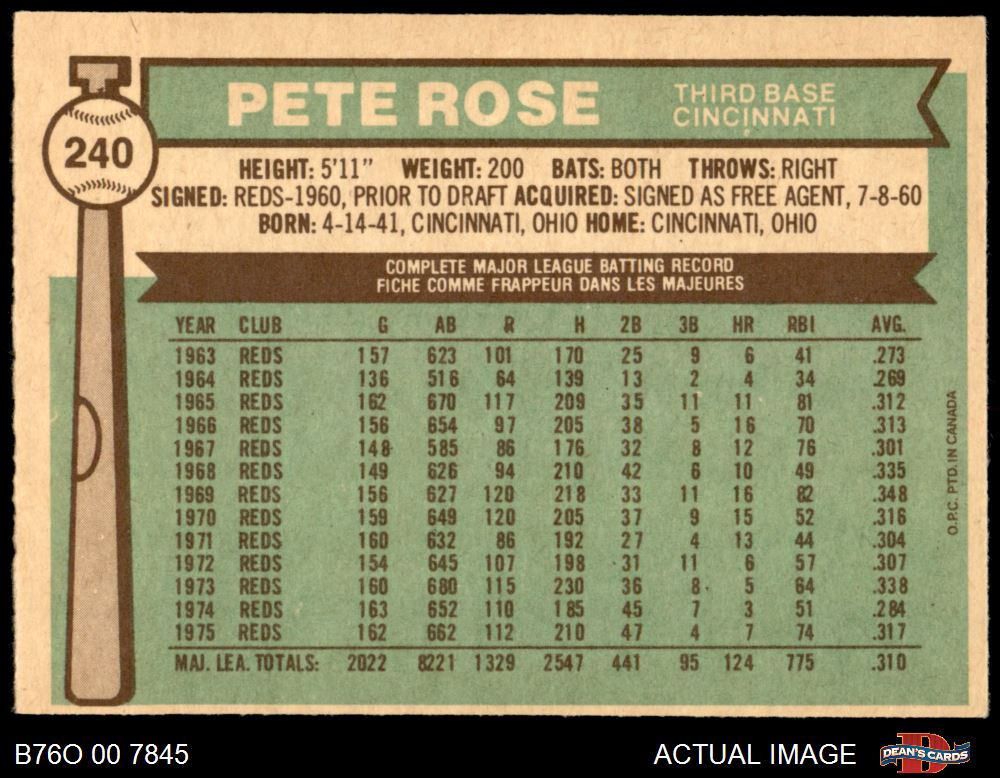 PETE ROSE
THIRD BASE
CINCINNATI
240
HEIGHT: 5'11" WEIGHT: 200 BATS: BOTH THROWS: RIGHT
SIGNED: REDS-1960, PRIOR TO DRAFT ACQUIRED: SIGNED AS FREE AGENT, 7-8-60
BORN: 4-14-41, CINCINNATI, OHIO HOME: CINCINNATI, OHIO
COMPLETE MAJOR LEAGUE BATTING RECORD
FICHE COMME FRAPPEUR DANS LES MAJEURES
YEAR CLUB G AB R H 2B 3B HR RBI AVG.
1963 REDS 157 623 101 170 25 9 6 41 .273
1964 REDS 136 516 64 139 13 2 4 34 .269
1965 REDS 162 670 117 209 35 11 11 81 .312
1966 REDS 156 654 97 205 38 5 16 70 .313
1967 REDS 148 585 86 176 32 8 12 76 .301
1968 REDS 149 626 94 210 42 6 10 49 .335
1969 REDS 156 627 120 218 33 11 16 82 .348
1970 REDS 159 649 120 205 37 9 15 52 .316
1971 REDS 160 632 86 192 27 4 13 44 .304
1972 REDS 154 645 107 198 31 11 6 57 .307
1973 REDS 160 680 115 230 36 8 5 64 .338
1974 REDS 163 652 110 185 45 7 3 51 .284
1975 REDS 162 662 112 210 47 4 7 74 .317
MAJ. LEA. TOTALS: 2022 8221 1329 2547 441 95 124 775 .310
O.P.C. PTD. IN CANADA
B76O 00 7845
ACTUAL IMAGE
D
DEAN'S CARDS